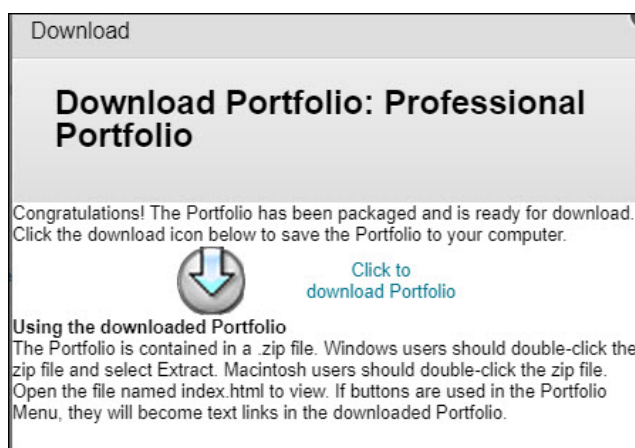 Download
Download Portfolio: Professional
Portfolio
Congratulations! The Portfolio has been packaged and is ready for download.
Click the download icon below to save the Portfolio to your computer.
Click to
download Portfolio
Using the downloaded Portfolio
The Portfolio is contained in a .zip file. Windows users should double-click the
zip file and select Extract. Macintosh users should double-click the zip file.
Open the file named index.html to view. If buttons are used in the Portfolio
Menu, they will become text links in the downloaded Portfolio.